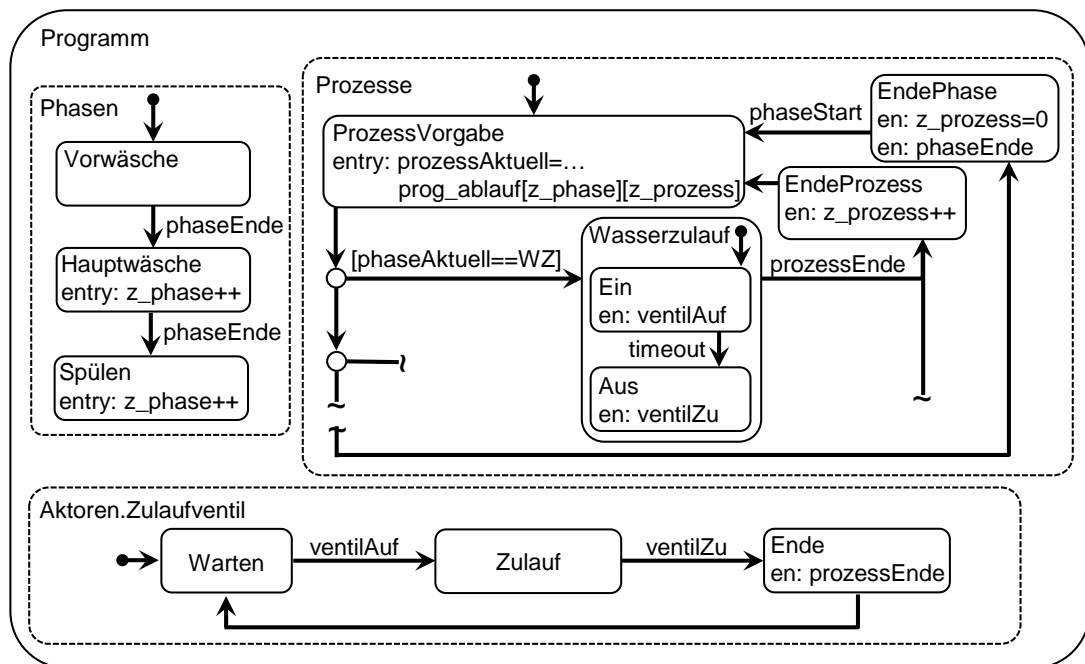 Programm
Phasen
Vorwäsche
phaseEnde
Hauptwäsche
entry: z_phase++
phaseEnde
Spülen
entry: z_phase++
Prozesse
ProzessVorgabe
entry: prozessAktuell=…
prog_ablauf[z_phase][z_prozess]
phaseStart
EndePhase
en: z_prozess=0
en: phaseEnde
EndeProzess
en: z_prozess++
[phaseAktuell==WZ]
Wasserzulauf
Ein
en: ventilAuf
timeout
Aus
en: ventilZu
prozessEnde
Aktoren.Zulaufventil
Warten
ventilAuf
Zulauf
ventilZu
Ende
en: prozessEnde